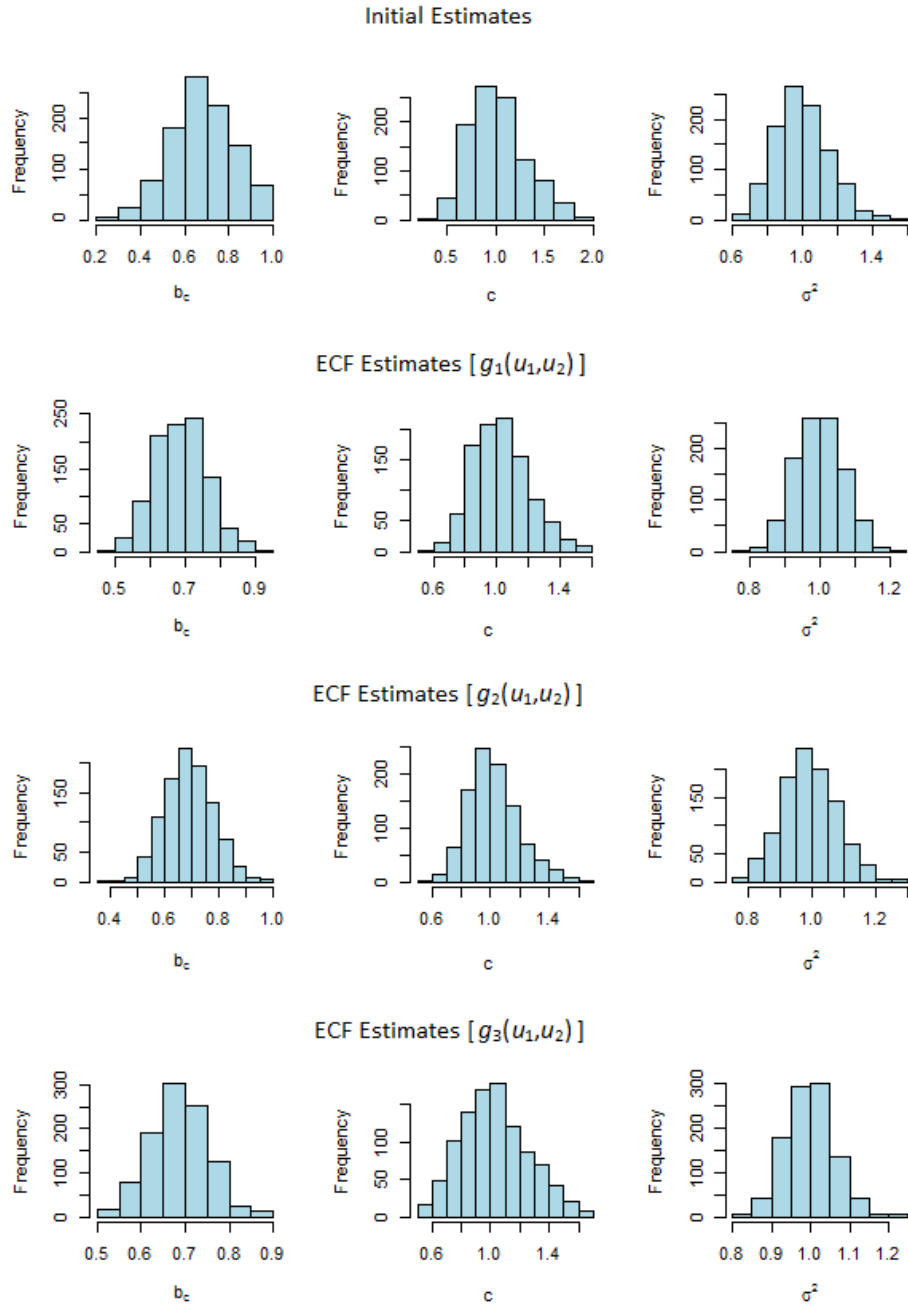 Initial Estimates
Frequency
0 100 200
0.2 0.4 0.6 0.8 1.0
b_c
Frequency
0 100 200
0.5 1.0 1.5 2.0
c
Frequency
0 100 200
0.6 1.0 1.4
σ²
ECF Estimates [g₁(u₁,u₂)]
Frequency
0 50 150 250
0.5 0.7 0.9
b_c
Frequency
0 50 150
0.6 1.0 1.4
c
Frequency
0 100 200
0.8 1.0 1.2
σ²
ECF Estimates [g₂(u₁,u₂)]
Frequency
0 50 150
0.4 0.6 0.8 1.0
b_c
Frequency
0 100 200
0.6 1.0 1.4
c
Frequency
0 50 150
0.8 1.0 1.2
σ²
ECF Estimates [g₃(u₁,u₂)]
Frequency
0 100 200 300
0.5 0.6 0.7 0.8 0.9
b_c
Frequency
0 50 100
0.6 1.0 1.4
c
Frequency
0 100 200 300
0.8 0.9 1.0 1.1 1.2
σ²